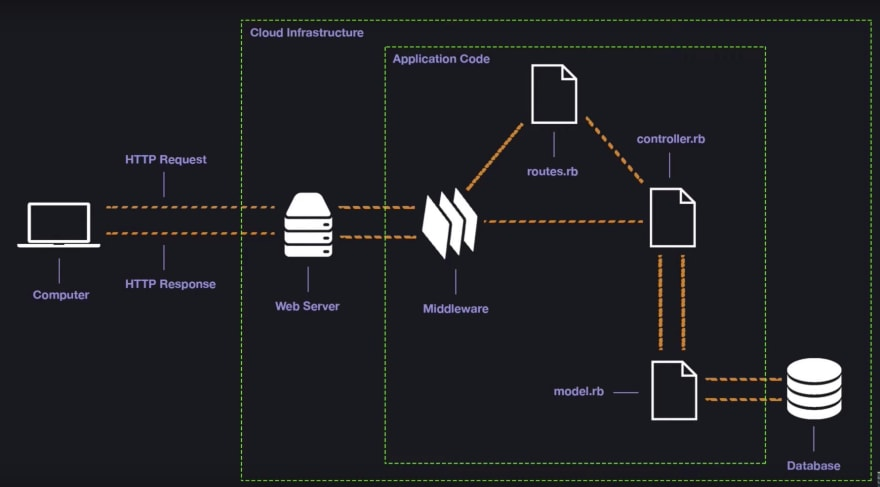 Cloud Infrastructure
Application Code
controller.rb
HTTP Request
routes.rb
HTTP Response
Computer
Web Server
Middleware
model.rb
Database